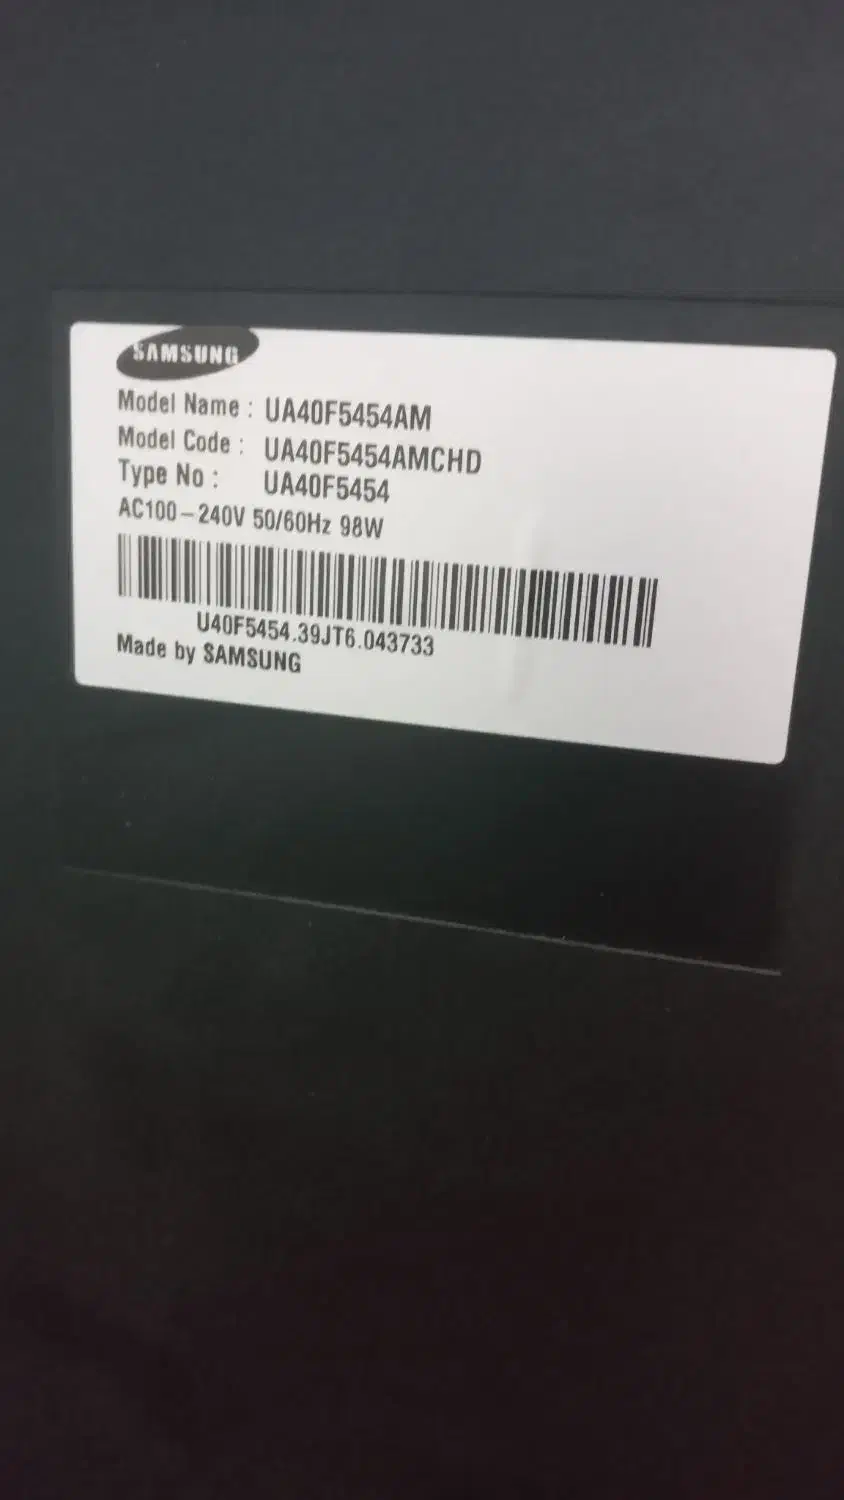 SAMSUNG
Model Name : UA40F5454AM
Model Code : UA40F5454AMCHD
Type No : UA40F5454
AC100-240V 50/60Hz 98W
U40F5454.39JT6.043733
Made by SAMSUNG